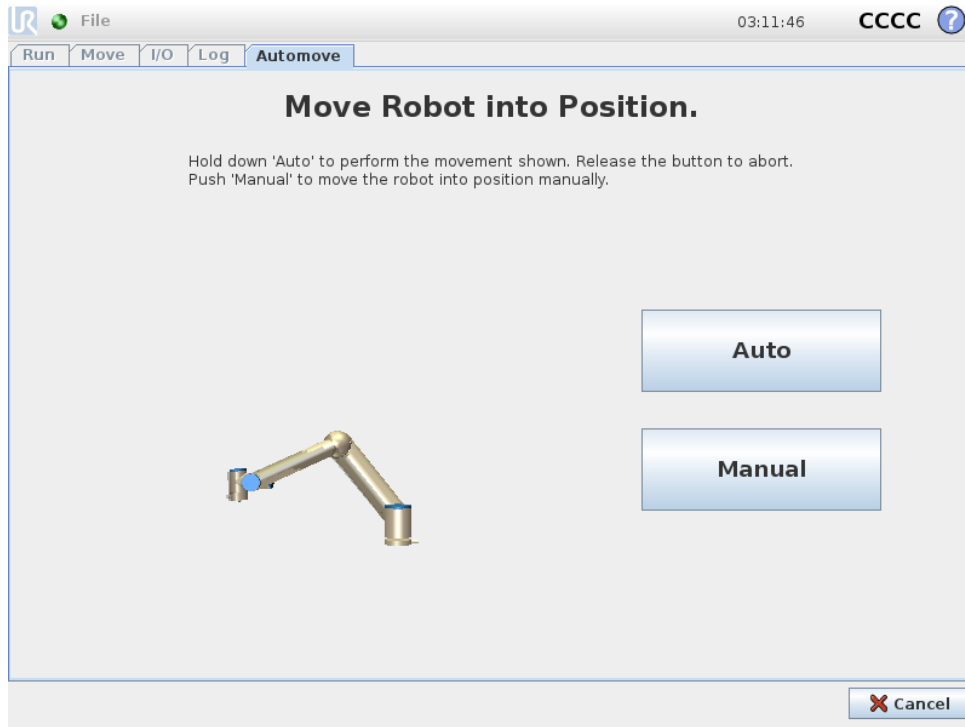 UR File 03:11:46 CCCC ?
Run Move I/O Log Automove
Move Robot into Position.
Hold down 'Auto' to perform the movement shown. Release the button to abort.
Push 'Manual' to move the robot into position manually.
Auto
Manual
Cancel